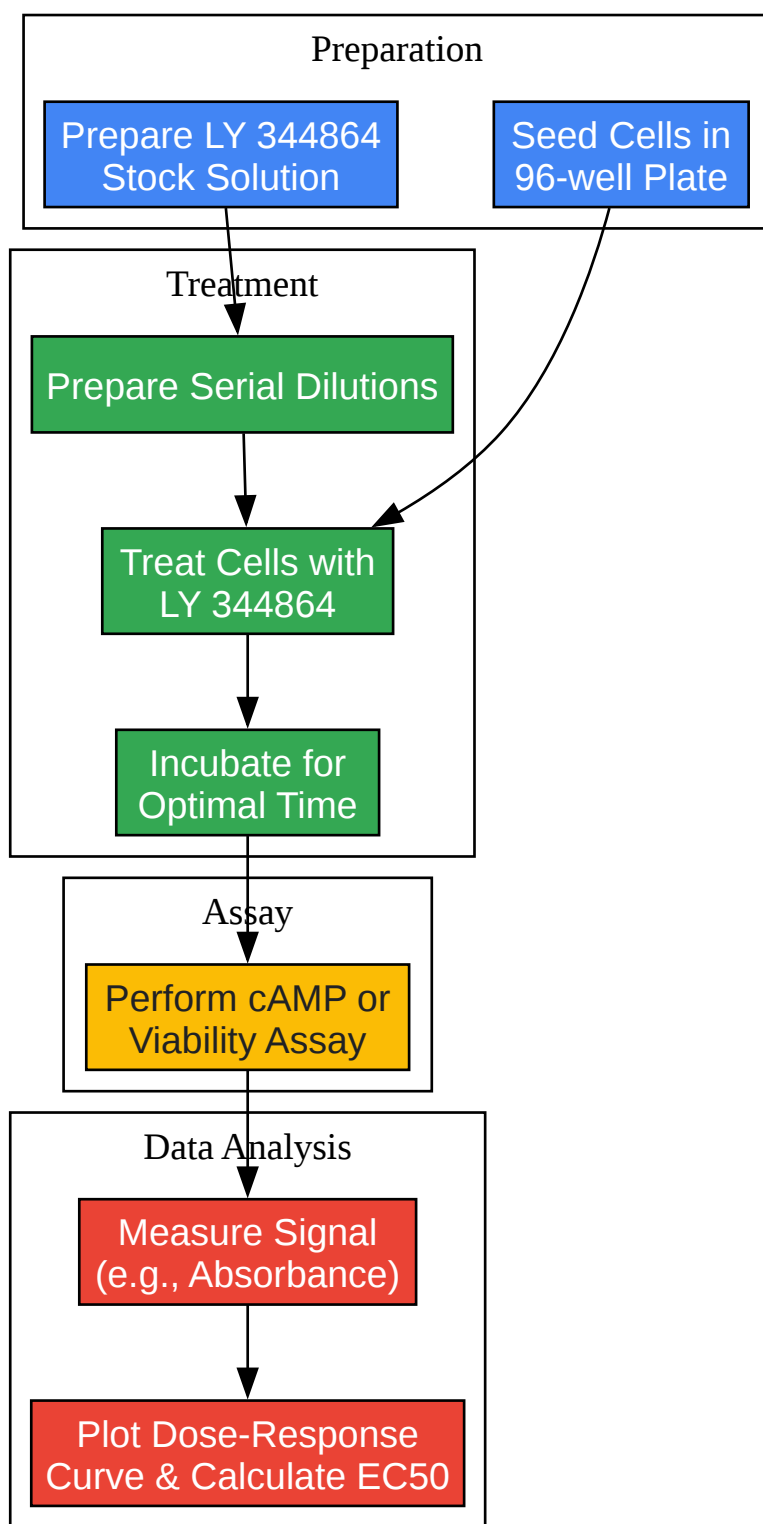 Preparation
Prepare LY 344864
Stock Solution
Seed Cells in
96-well Plate
Treatment
Prepare Serial Dilutions
Treat Cells with
LY 344864
Incubate for
Optimal Time
Assay
Perform cAMP or
Viability Assay
Data Analysis
Measure Signal
(e.g., Absorbance)
Plot Dose-Response
Curve & Calculate EC50